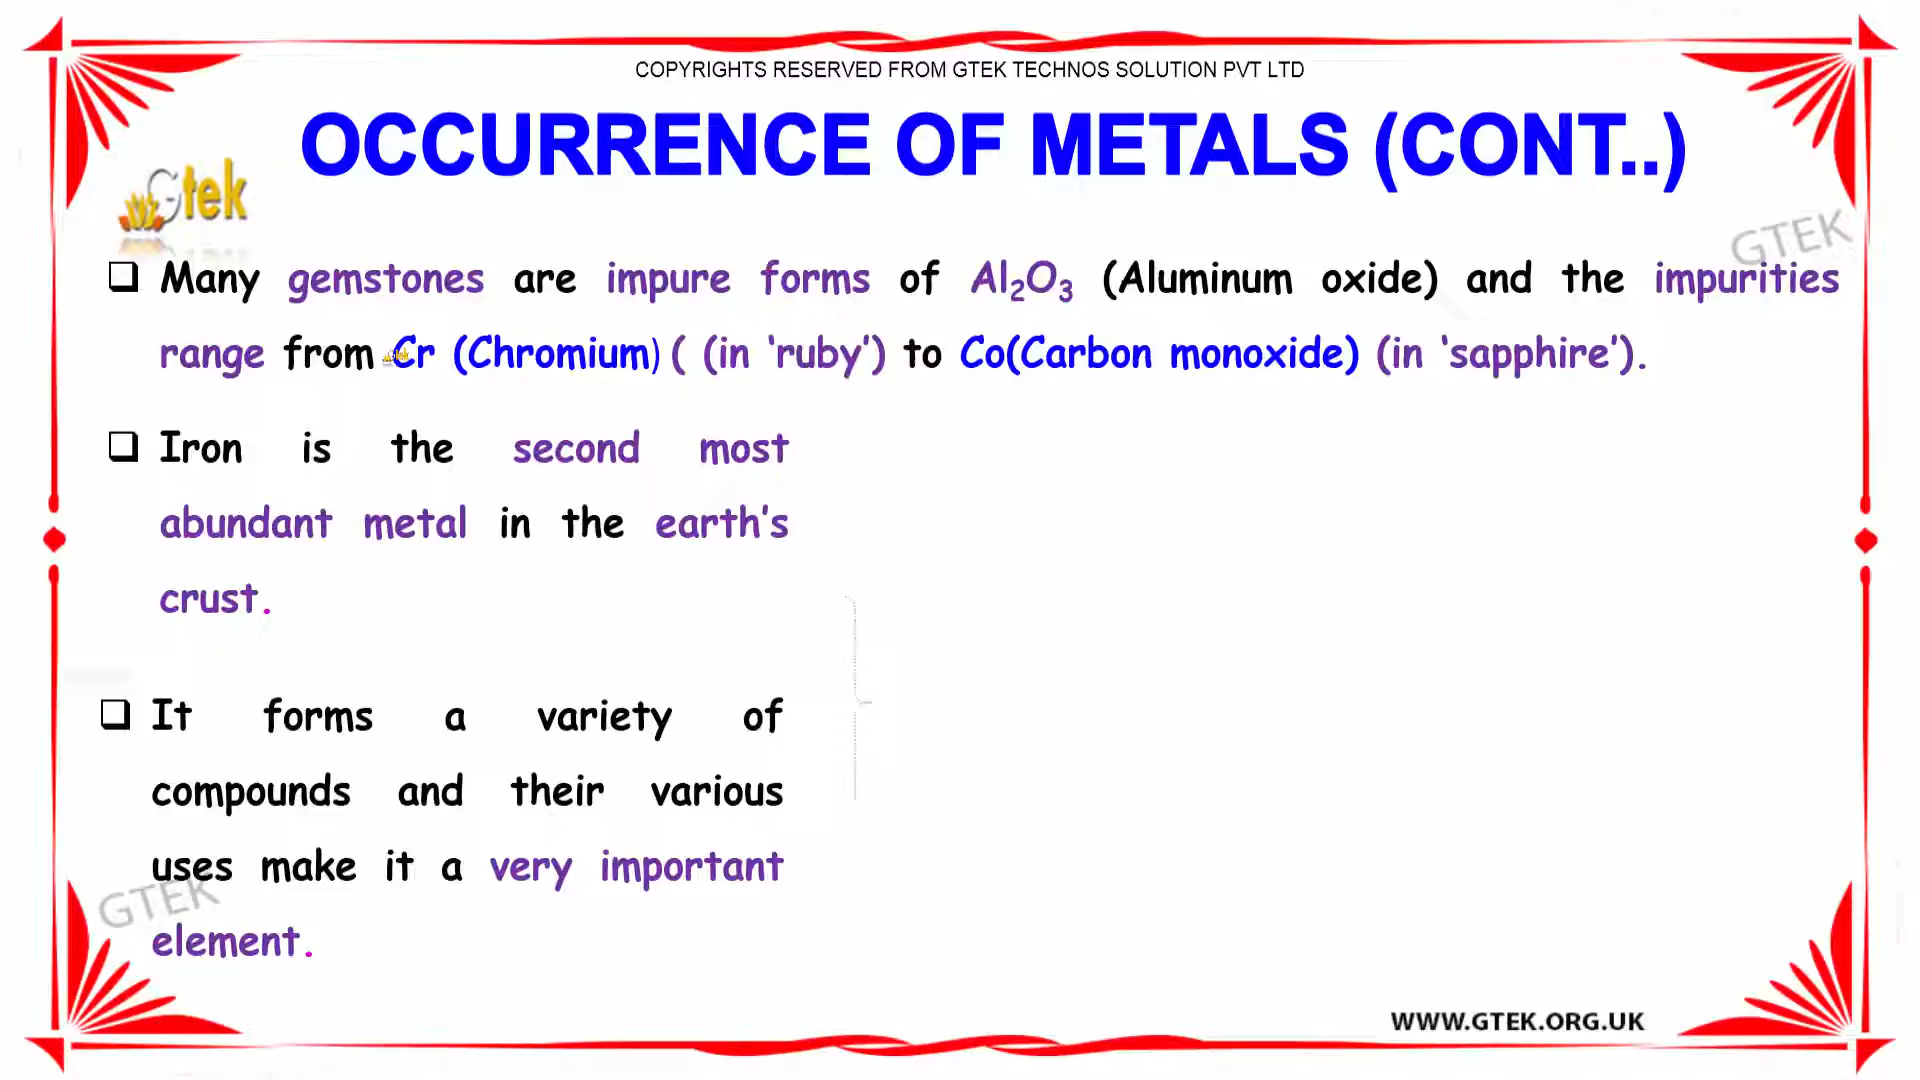 COPYRIGHTS RESERVED FROM GTEK TECHNOS SOLUTION PVT LTD
OCCURRENCE OF METALS (CONT..)
Gtek
GTEK
❑ Many gemstones are impure forms of Al₂O₃ (Aluminum oxide) and the impurities
range from Cr (Chromium) ( (in ‘ruby’) to Co(Carbon monoxide) (in ‘sapphire’).
❑ Iron is the second most
abundant metal in the earth’s
crust.
❑ It forms a variety of
compounds and their various
uses make it a very important
element.
GTEK
WWW.GTEK.ORG.UK